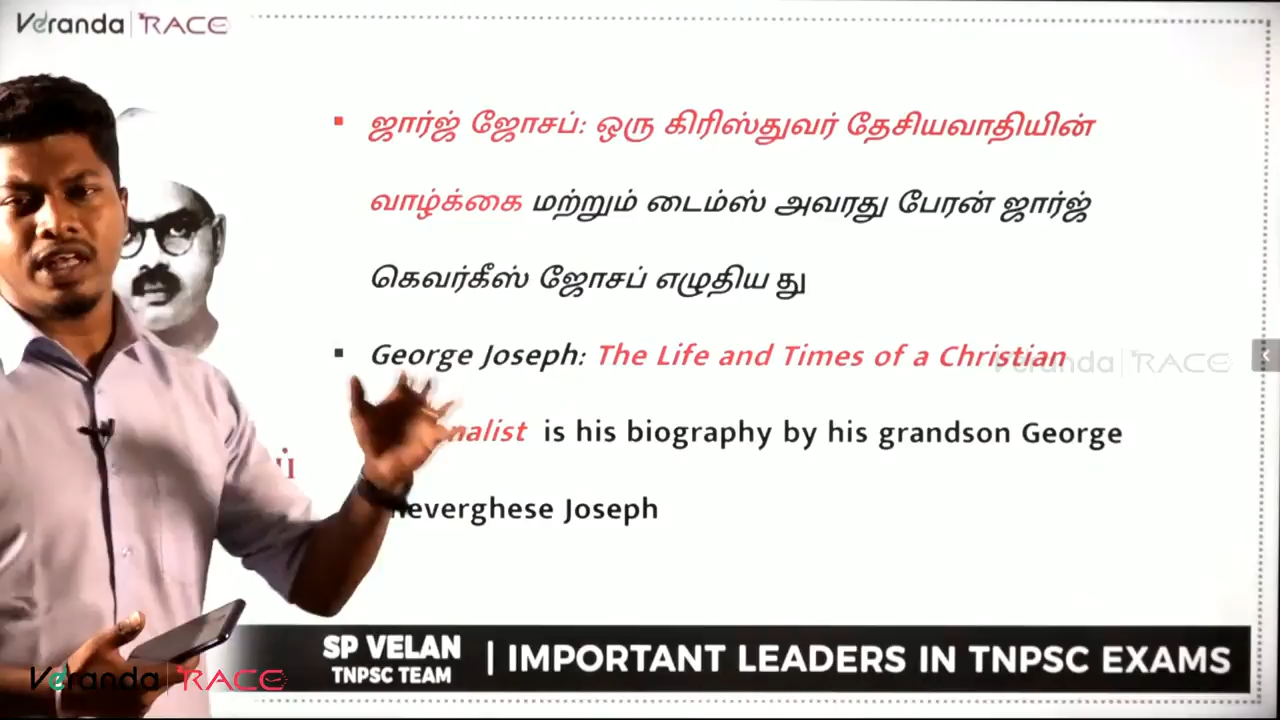 Veranda RACE
ஜார்ஜ் ஜோசப்: ஒரு கிரிஸ்துவர் தேசியவாதியின்
வாழ்க்கை மற்றும் டைம்ஸ் அவரது பேரன் ஜார்ஜ்
கெவர்கீஸ் ஜோசப் எழுதிய து
George Joseph: The Life and Times of a Christian
Veranda RACE
is his biography by his grandson George
Joseph
SP VELAN
TNPSC TEAM
IMPORTANT LEADERS IN TNPSC EXAMS
Veranda RACE